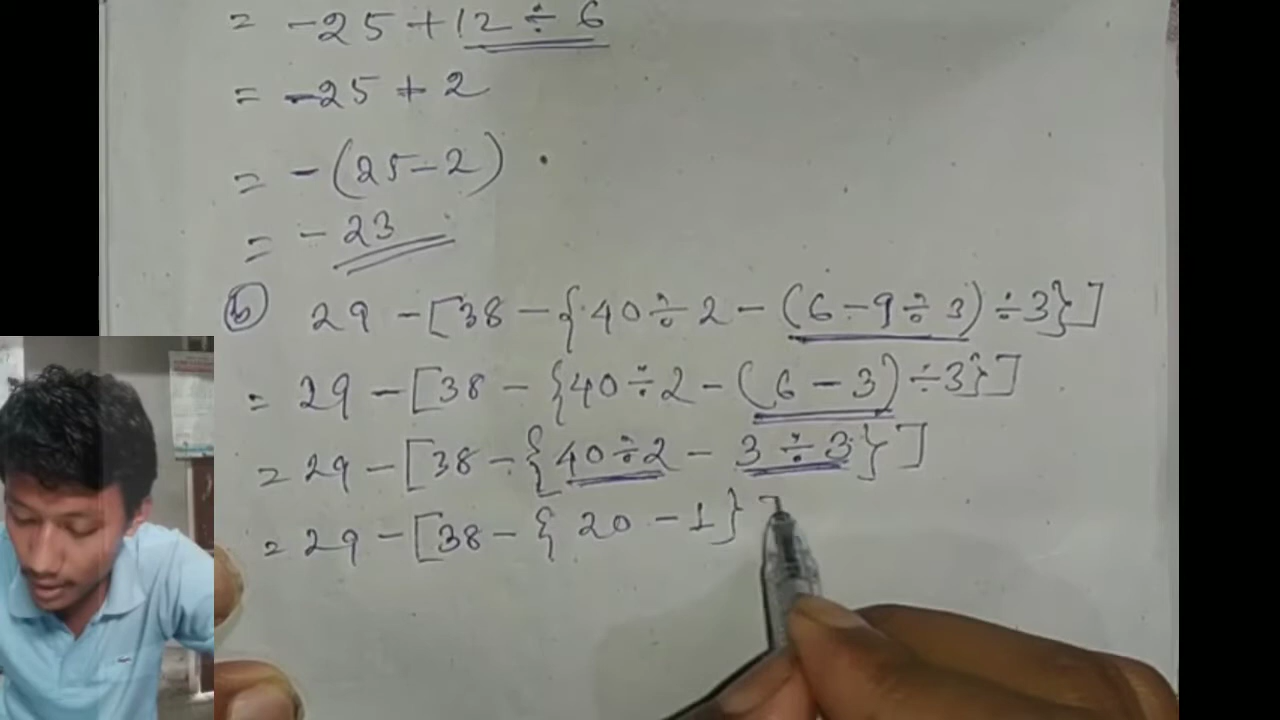 = -25 + 12 ÷ 6
= -25 + 2
= -(25-2)
= -23
(b) 29 - [38 - {40 ÷ 2 - (6 - 9 ÷ 3) ÷ 3}]
= 29 - [38 - {40 ÷ 2 - (6 - 3) ÷ 3}]
= 29 - [38 - {40 ÷ 2 - 3 ÷ 3}]
= 29 - [38 - {20 - 1}]